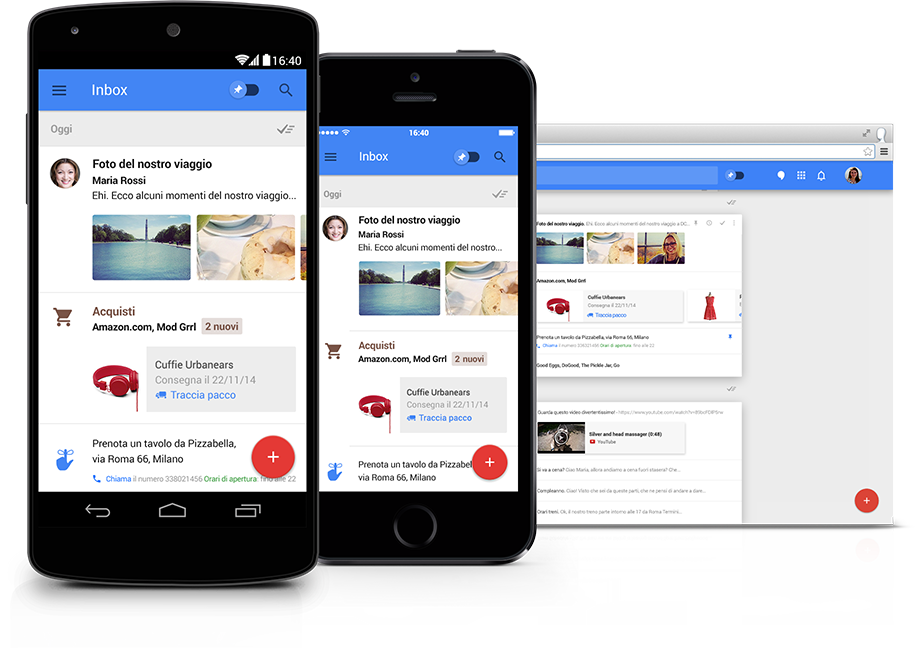 16:40
Inbox
Oggi
Foto del nostro viaggio
Maria Rossi
Ehi. Ecco alcuni momenti del nostro viaggio...
Acquisti
Amazon.com, Mod Grrl 2 nuovi
Cuffie Urbanears
Consegna il 22/11/14
Traccia pacco
Prenota un tavolo da Pizzabella,
via Roma 66, Milano
Chiama il numero 338021456 Orari di apertura: fino alle 22
16:40
Inbox
Oggi
Foto del nostro viaggio
Maria Rossi
Ehi. Ecco alcuni momenti del nostro...
Acquisti
Amazon.com, Mod Grrl 2 nuovi
Cuffie Urbanears
Consegna il 22/11/14
Traccia pacco
Prenota un tavolo da Pizzabel
via Roma 66, Milano
Foto del nostro viaggio. Ehi. Ecco alcuni momenti del nostro viaggio a DC...
Amazon.com, Mod Grrl
Cuffie Urbanears
Consegna il 22/11/14
Traccia pacco
Prenota un tavolo da Pizzabella, via Roma 66, Milano
Chiama il numero 338021456 Orari di apertura: fino alle 22
Good Eggs, DoGood, The Pickle Jar, Go
Guarda questo video divertentissimo! - https://www.youtube.com/watch?v=
Silver and head massager (0:48)
YouTube
Si va a cena? Ciao Maria, allora andiamo a cena fuori stasera? Che...
Compleanno. Ciao! Visto che sei da queste parti, che ne pensi di andare a dare...
Orari treni. Ok, il nostro treno parte intorno alle 17 da Roma Termini...